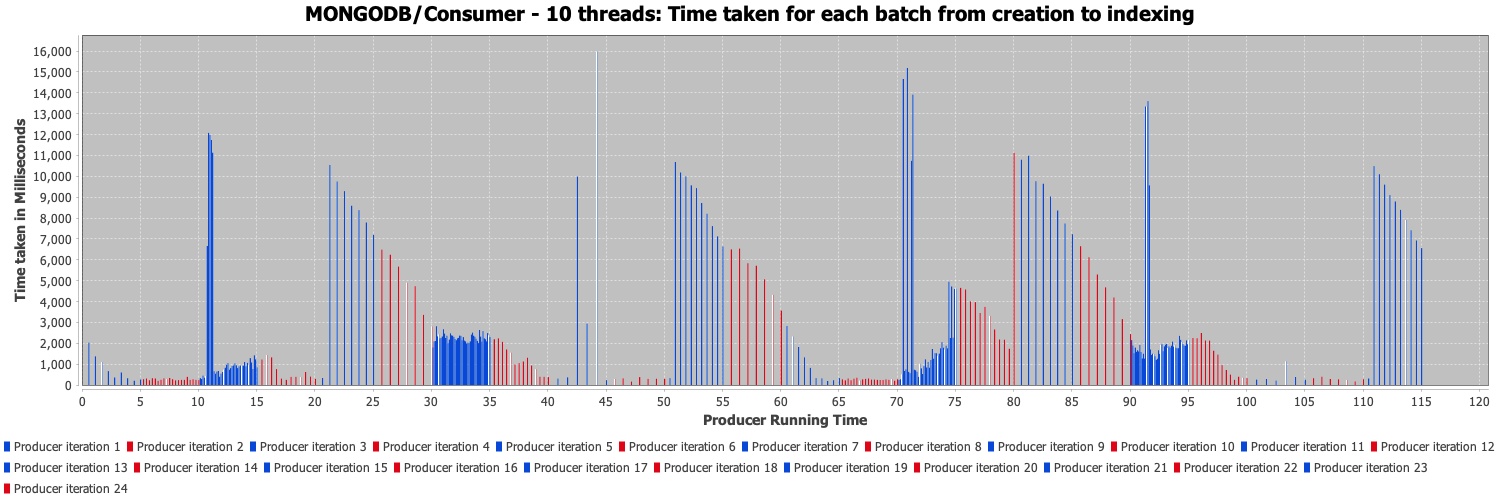 MONGODB/Consumer - 10 threads: Time taken for each batch from creation to indexing
Time taken in Milliseconds
16,000
15,000
14,000
13,000
12,000
11,000
10,000
9,000
8,000
7,000
6,000
5,000
4,000
3,000
2,000
1,000
0
0 5 10 15 20 25 30 35 40 45 50 55 60 65 70 75 80 85 90 95 100 105 110 115 120
Producer Running Time
Producer iteration 1 Producer iteration 2 Producer iteration 3 Producer iteration 4 Producer iteration 5 Producer iteration 6 Producer iteration 7 Producer iteration 8 Producer iteration 9 Producer iteration 10 Producer iteration 11 Producer iteration 12
Producer iteration 13 Producer iteration 14 Producer iteration 15 Producer iteration 16 Producer iteration 17 Producer iteration 18 Producer iteration 19 Producer iteration 20 Producer iteration 21 Producer iteration 22 Producer iteration 23
Producer iteration 24